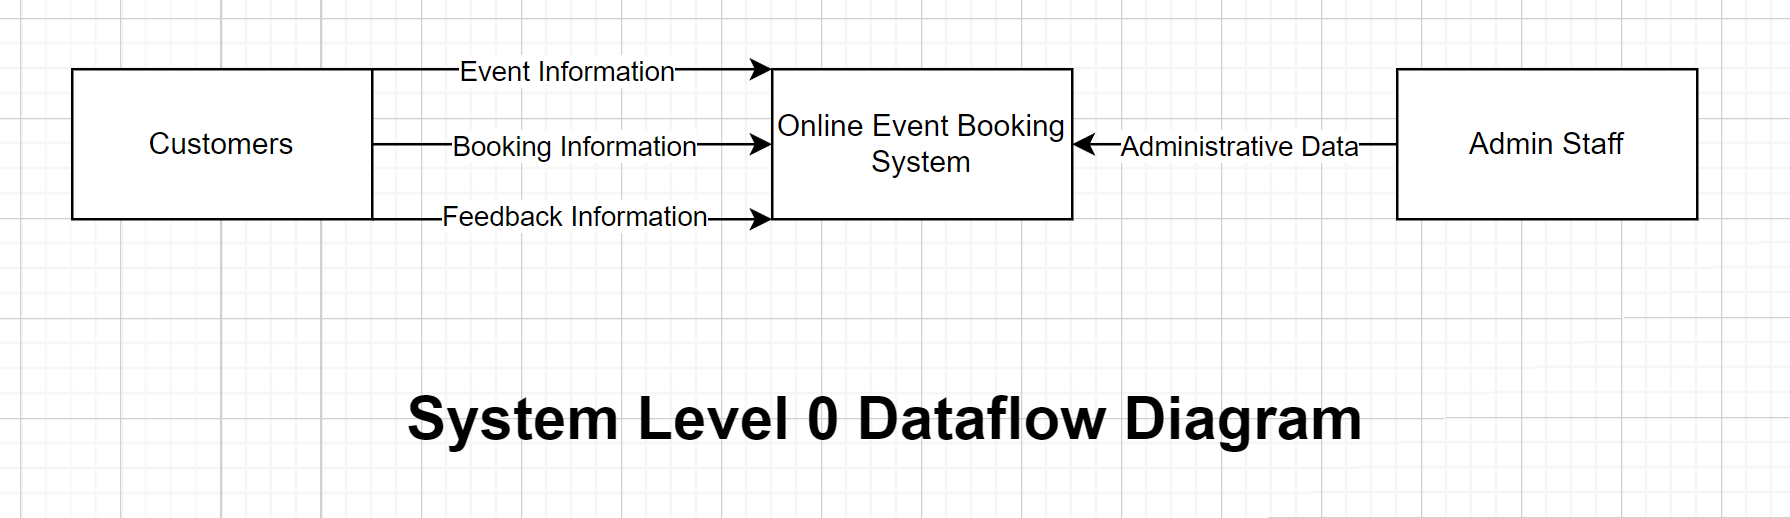 Event Information
Customers
Booking Information
Feedback Information
Online Event Booking
System
Administrative Data
Admin Staff
System Level 0 Dataflow Diagram